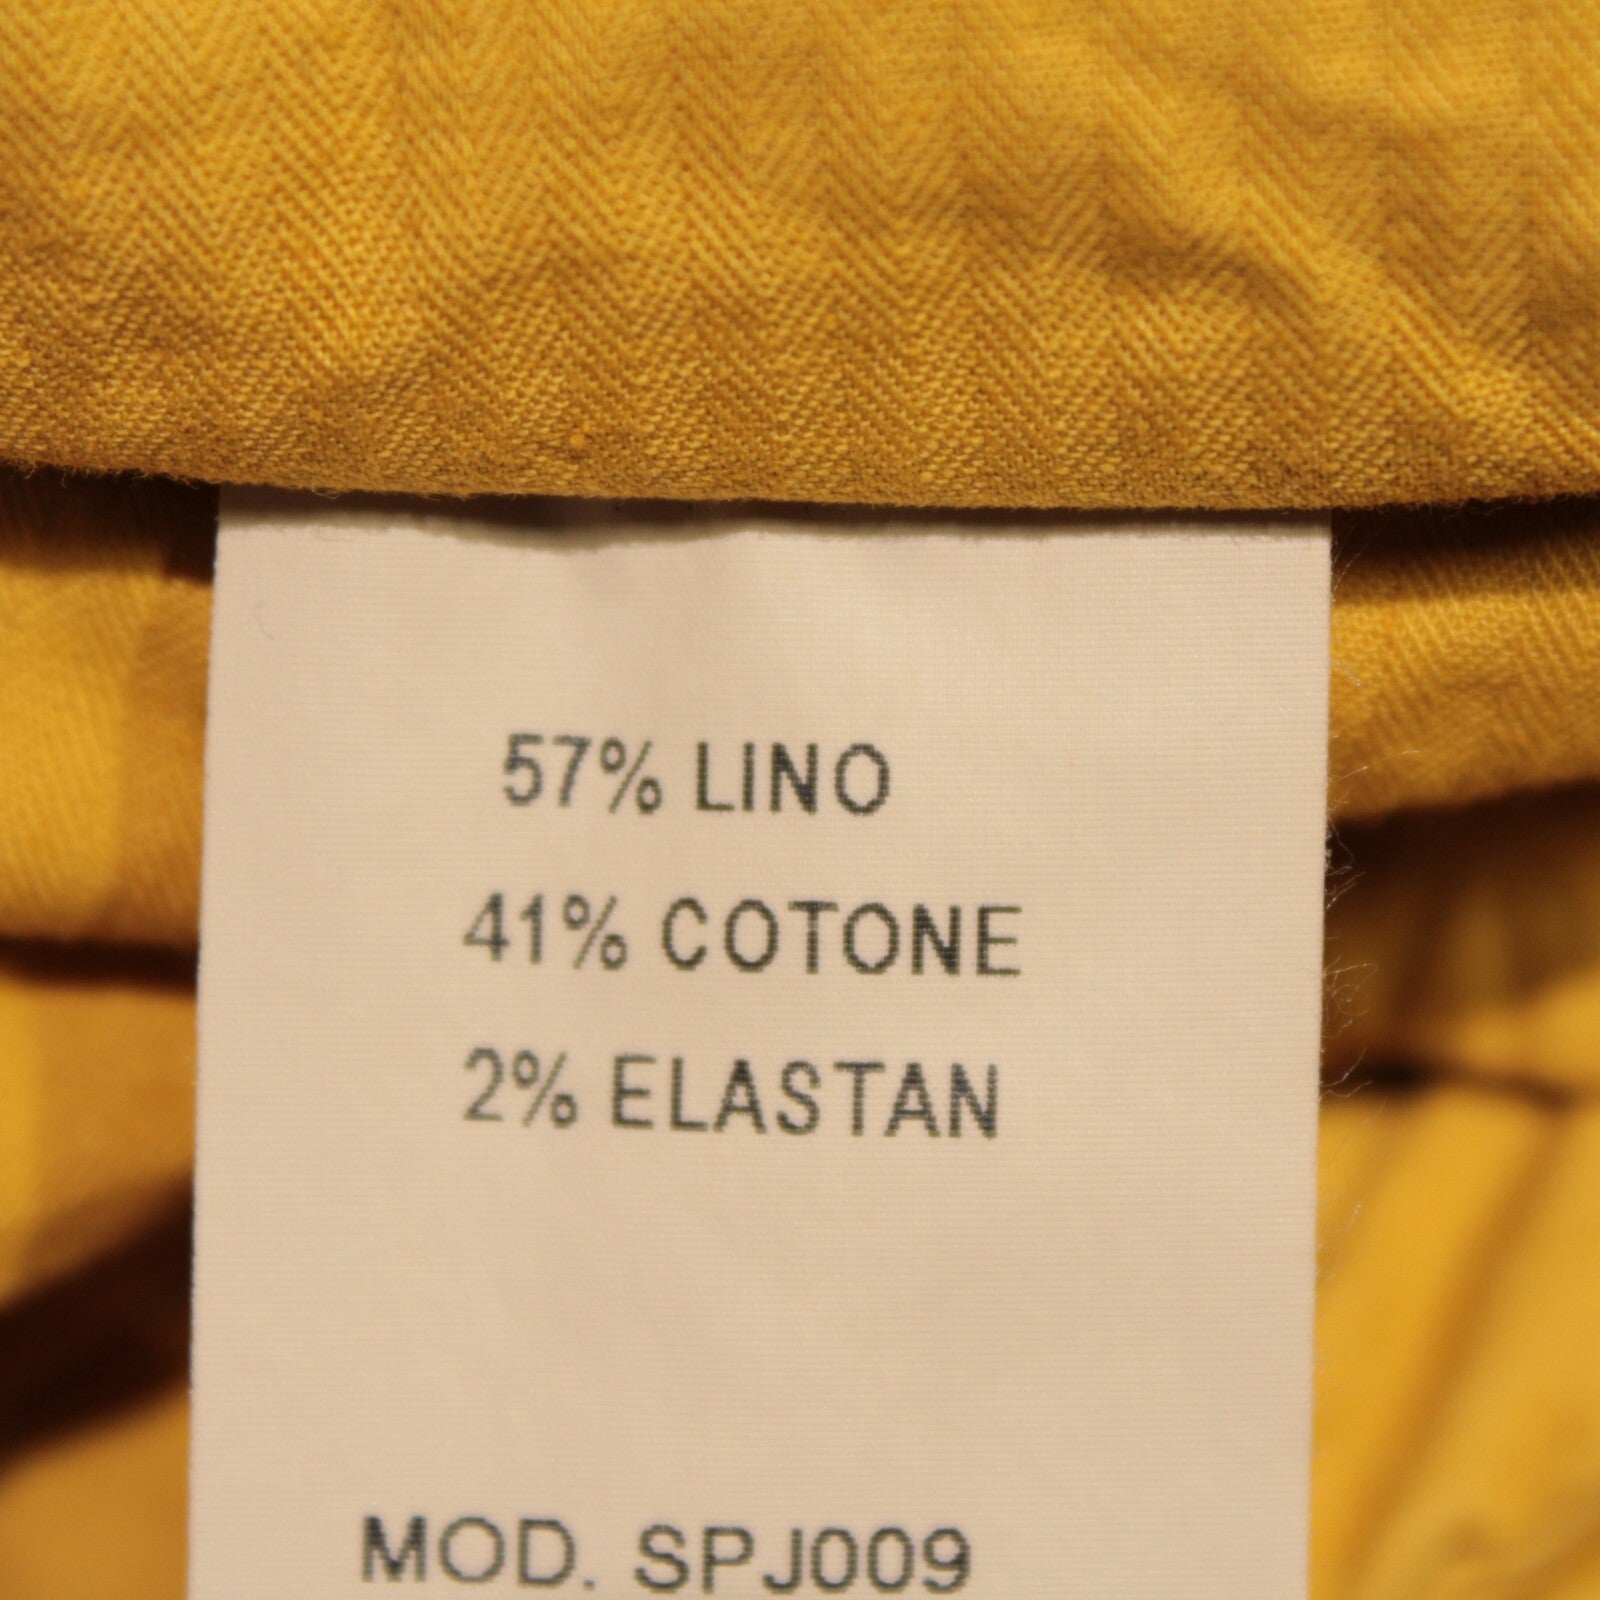 57% LINO
41% COTONE
2% ELASTAN
MOD. SPJ009